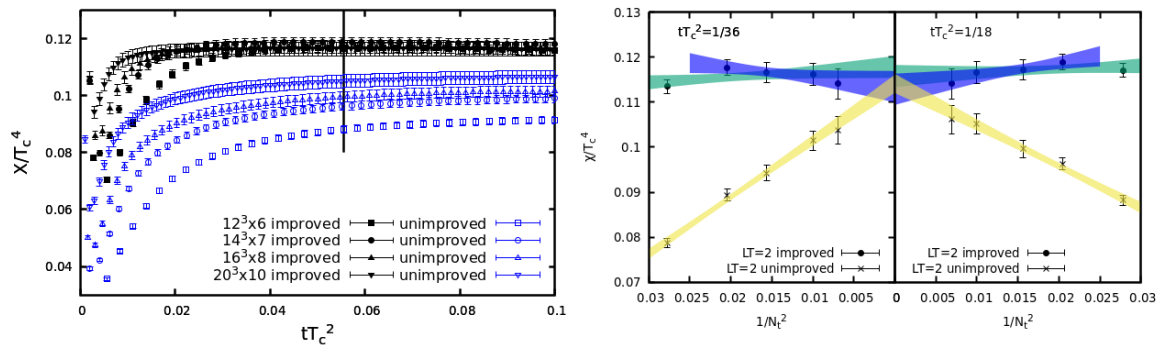 0.12
0.1
0.08
0.06
0.04
0
0.02
0.04
0.06
0.08
0.1
X/T_c^4
tT_c^2
12^3x6 improved unimproved
14^3x7 improved unimproved
16^3x8 improved unimproved
20^3x10 improved unimproved
0.13
0.12
0.11
0.1
0.09
0.08
0.07
χ/T_c^4
tT_c^2=1/36
tT_c^2=1/18
LT=2 improved
LT=2 unimproved
LT=2 improved
LT=2 unimproved
0.03
0.025
0.02
0.015
0.01
0.005
0
0.005
0.01
0.015
0.02
0.025
0.03
1/N_t^2
1/N_t^2